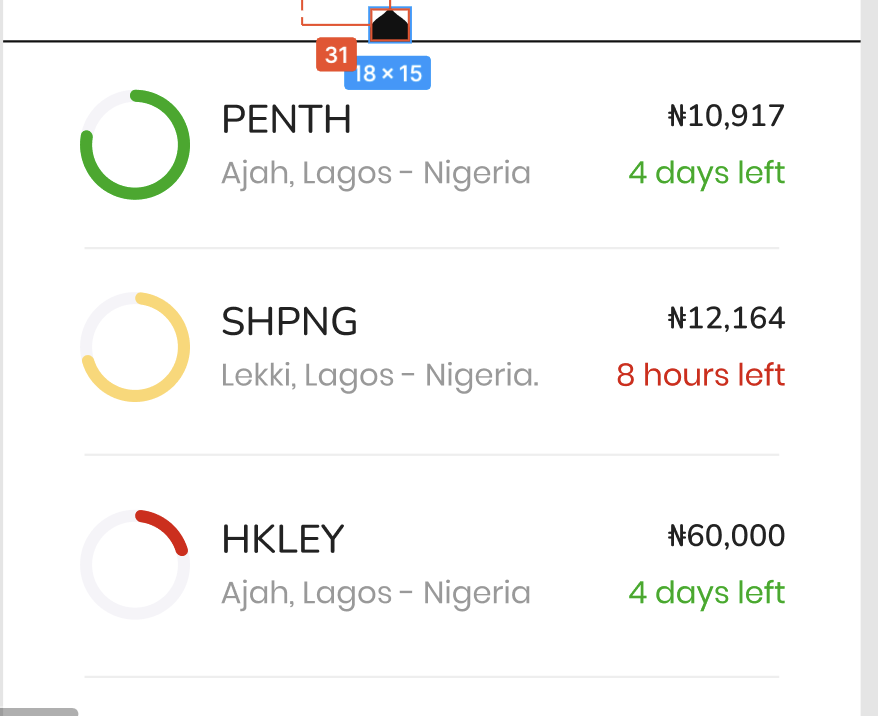 31
18 × 15
PENTH
₦10,917
Ajah, Lagos - Nigeria
4 days left
SHPNG
₦12,164
Lekki, Lagos - Nigeria.
8 hours left
HKLEY
₦60,000
Ajah, Lagos - Nigeria
4 days left